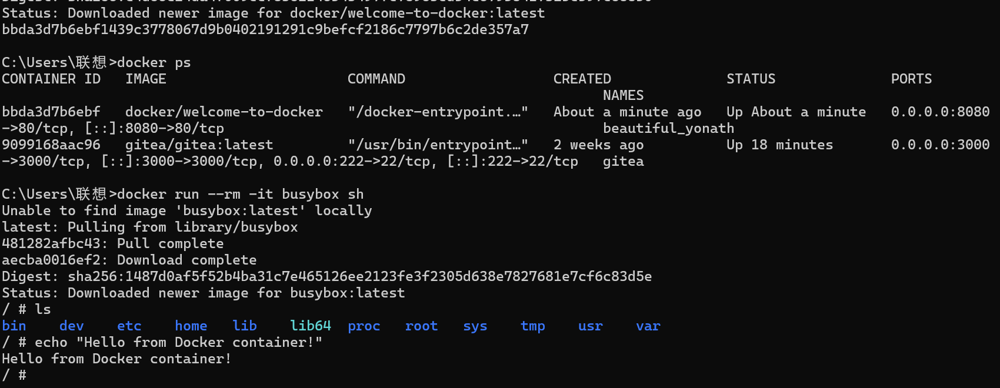 Status: Downloaded newer image for docker/welcome-to-docker:latest
bbda3d7b6ebf1439c3778067d9b0402191291c9befcf2186c7797b6c2de357a7
C:\Users\联想>docker ps
CONTAINER ID   IMAGE                      COMMAND                  CREATED              STATUS              PORTS
                                                                         NAMES
bbda3d7b6ebf   docker/welcome-to-docker   "/docker-entrypoint.…"   About a minute ago   Up About a minute   0.0.0.0:8080
->80/tcp, [::]:8080->80/tcp                                              beautiful_yonath
9099168aac96   gitea/gitea:latest         "/usr/bin/entrypoint…"   2 weeks ago          Up 18 minutes       0.0.0.0:3000
->3000/tcp, [::]:3000->3000/tcp, 0.0.0.0:222->22/tcp, [::]:222->22/tcp   gitea
C:\Users\联想>docker run --rm -it busybox sh
Unable to find image 'busybox:latest' locally
latest: Pulling from library/busybox
481282afbc43: Pull complete
aecba0016ef2: Download complete
Digest: sha256:1487d0af5f52b4ba31c7e465126ee2123fe3f2305d638e7827681e7cf6c83d5e
Status: Downloaded newer image for busybox:latest
/ # ls
bin    dev    etc    home   lib    lib64  proc   root   sys    tmp    usr    var
/ # echo "Hello from Docker container!"
Hello from Docker container!
/ #